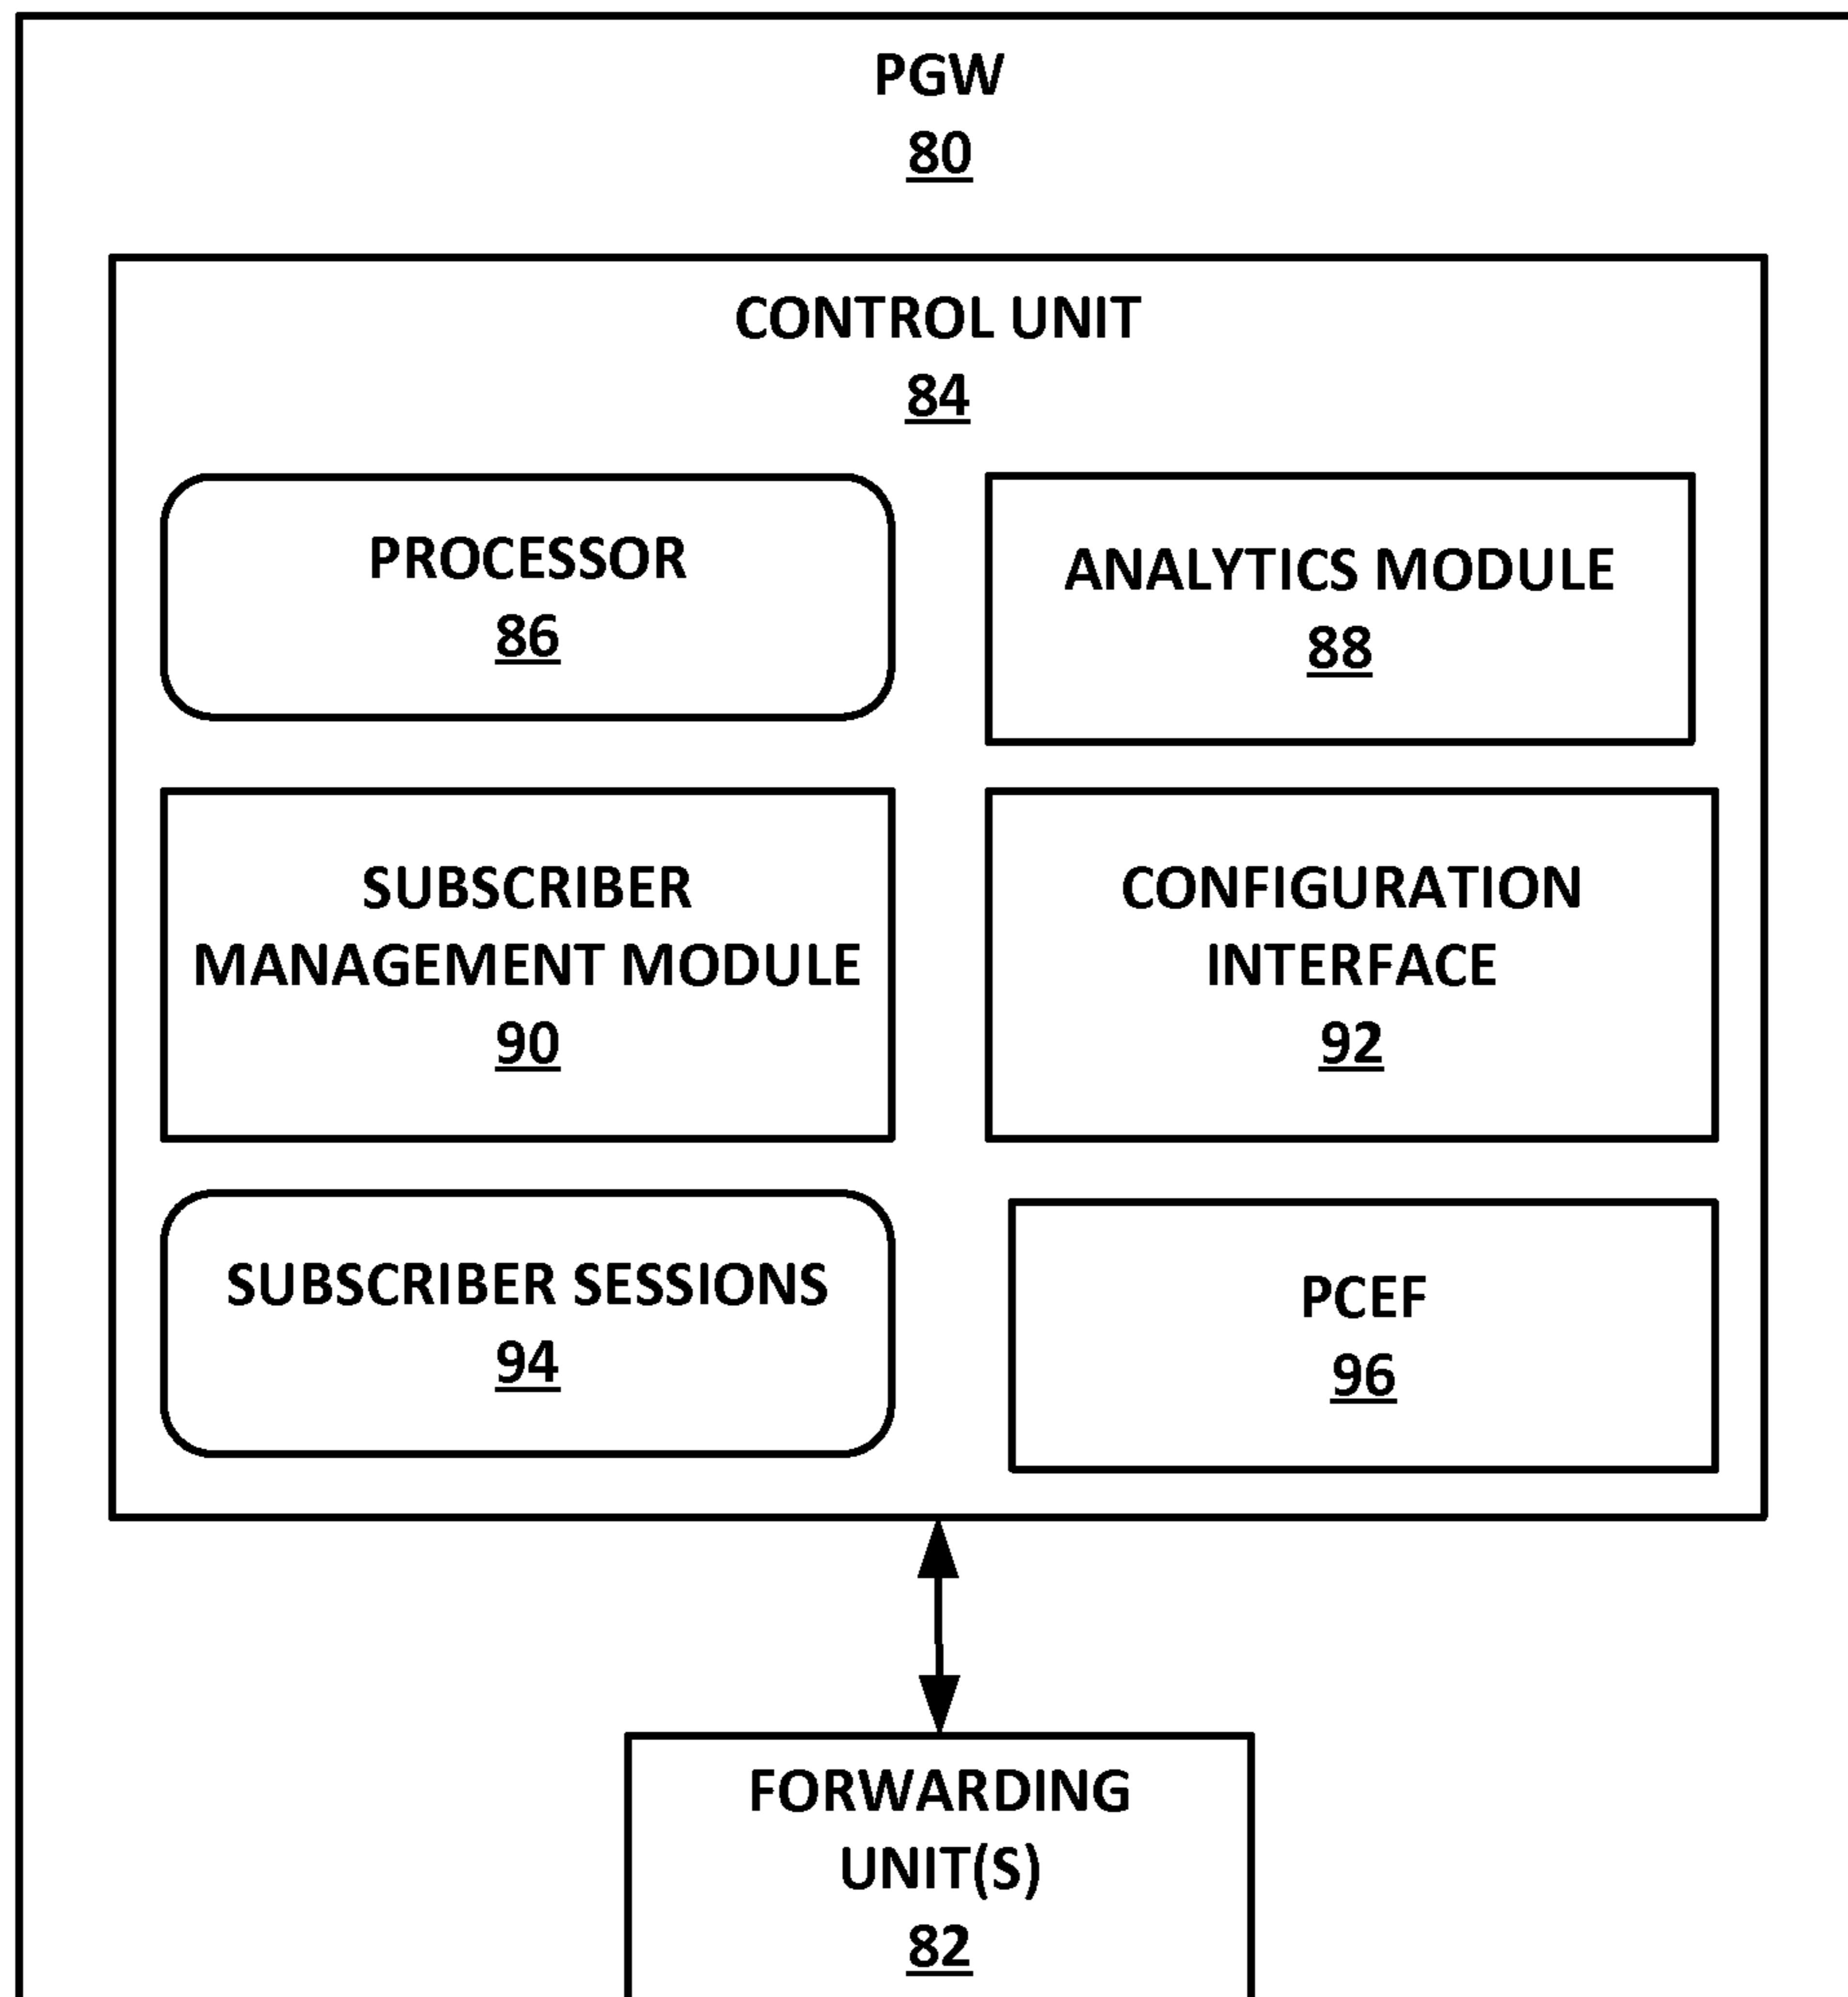 PGW
80
CONTROL UNIT
84
PROCESSOR
86
ANALYTICS MODULE
88
SUBSCRIBER
MANAGEMENT MODULE
90
CONFIGURATION
INTERFACE
92
SUBSCRIBER SESSIONS
94
PCEF
96
FORWARDING
UNIT(S)
82